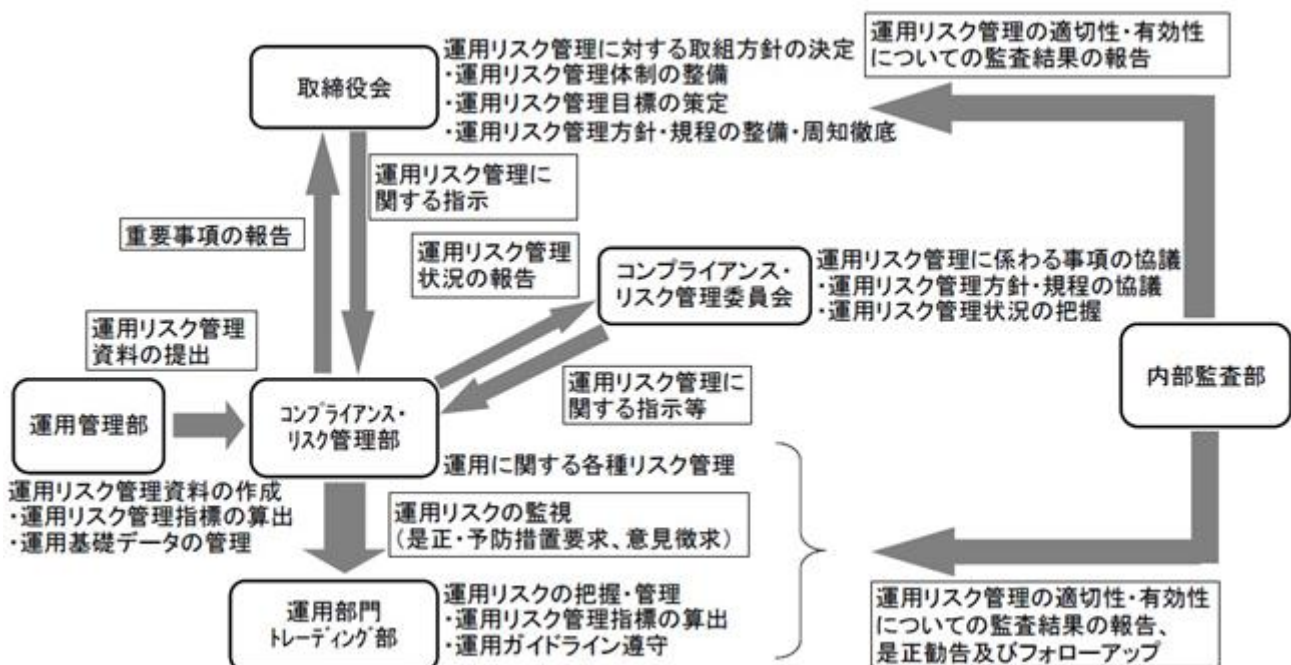 取締役会
運用リスク管理に対する取組方針の決定
・運用リスク管理体制の整備
・運用リスク管理目標の策定
・運用リスク管理方針・規程の整備・周知徹底
運用リスク管理の適切性・有効性
についての監査結果の報告
運用リスク管理に
関する指示
重要事項の報告
運用リスク管理
状況の報告
コンプライアンス・
リスク管理委員会
運用リスク管理に係わる事項の協議
・運用リスク管理方針・規程の協議
・運用リスク管理状況の把握
運用リスク管理
資料の提出
運用リスク管理に
関する指示等
内部監査部
運用管理部
コンプライアンス・
リスク管理部
運用に関する各種リスク管理
運用リスク管理資料の作成
・運用リスク管理指標の算出
・運用基礎データの管理
運用リスクの監視
(是正・予防措置要求、意見徴求)
運用部門
トレーディング部
運用リスクの把握・管理
・運用リスク管理指標の算出
・運用ガイドライン遵守
運用リスク管理の適切性・有効性
についての監査結果の報告、
是正勧告及びフォローアップ